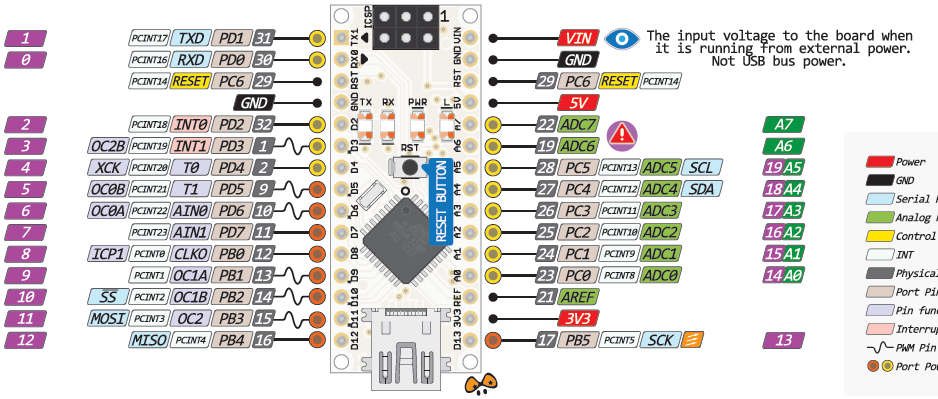 1 PCINT17 TXD PD1 31 TX1 ICSP 1 GND VIN VIN The input voltage to the board when
it is running from external power.
Not USB bus power.
0 PCINT16 RXD PD0 30 RX0 GND
PCINT14 RESET PC6 29 RST RST 29 PC6 RESET PCINT14
GND GND TX RX PWR L 5V 5V
2 PCINT18 INT0 PD2 32 D2 A7 22 ADC7 A7
3 OC2B PCINT19 INT1 PD3 1 D3 RST A6 19 ADC6 A6
4 XCK PCINT20 T0 PD4 2 D4 A5 28 PC5 PCINT13 ADC5 SCL 19 A5
5 OC0B PCINT21 T1 PD5 9 D5 A4 27 PC4 PCINT12 ADC4 SDA 18 A4
6 OC0A PCINT22 AIN0 PD6 10 D6 A3 26 PC3 PCINT11 ADC3 17 A3
7 PCINT23 AIN1 PD7 11 D7 A2 25 PC2 PCINT10 ADC2 16 A2
8 ICP1 PCINT0 CLKO PB0 12 D8 A1 24 PC1 PCINT9 ADC1 15 A1
9 PCINT1 OC1A PB1 13 D9 A0 23 PC0 PCINT8 ADC0 14 A0
10 SS PCINT2 OC1B PB2 14 D10 AREF 21 AREF
11 MOSI PCINT3 OC2 PB3 15 D11 3V3 3V3
12 MISO PCINT4 PB4 16 D12 D13 17 PB5 PCINT5 SCK 13
RESET BUTTON
Power
GND
Serial
Analog
Control
INT
Physical
Port Pin
Pin func
Interrup
PWM Pin
Port Po